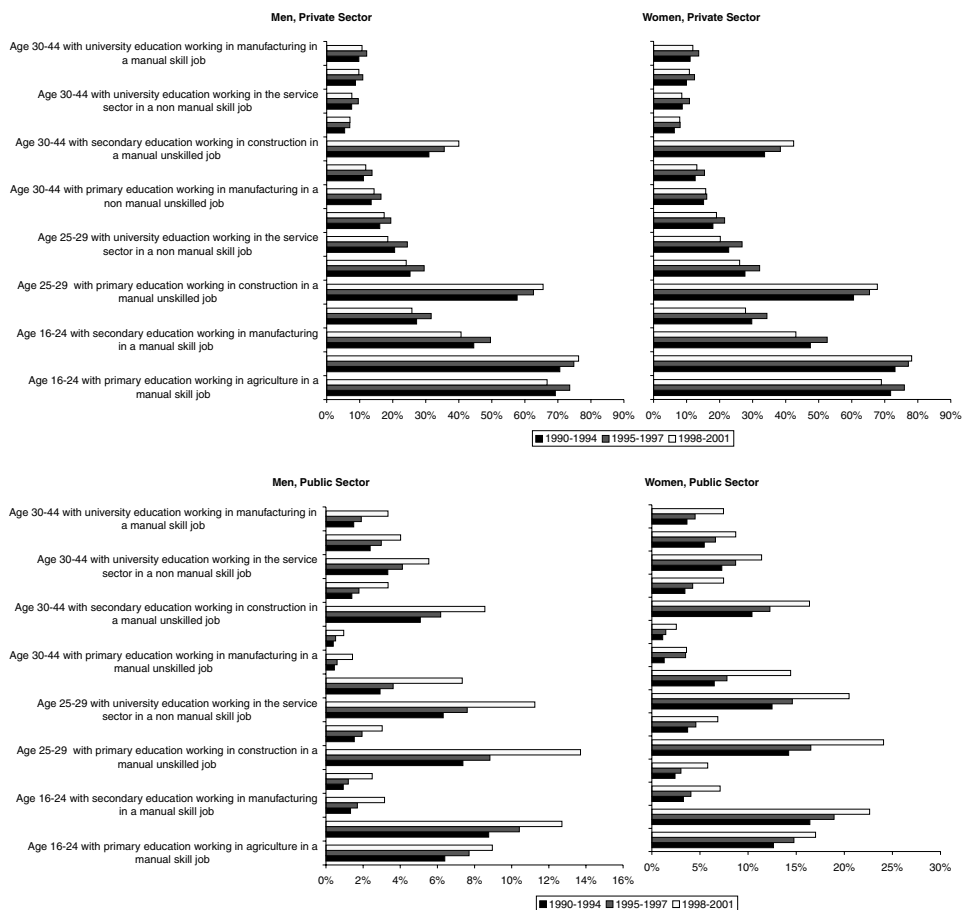 Men, Private Sector
Women, Private Sector
Age 30-44 with university education working in manufacturing in
a manual skill job
Age 30-44 with university education working in the service
sector in a non manual skill job
Age 30-44 with secondary education working in construction in
a manual unskilled job
Age 30-44 with primary education working in manufacturing in a
non manual unskilled job
Age 25-29 with university eduaction working in the service
sector in a non manual skill job
Age 25-29 with primary education working in construction in a
manual unskilled job
Age 16-24 with secondary education working in manufacturing
in a manual skill job
Age 16-24 with primary education working in agriculture in a
manual skill job
0% 10% 20% 30% 40% 50% 60% 70% 80% 90%
0% 10% 20% 30% 40% 50% 60% 70% 80% 90%
1990-1994 1995-1997 1998-2001
Men, Public Sector
Women, Public Sector
Age 30-44 with university education working in manufacturing in
a manual skill job
Age 30-44 with university education working in the service
sector in a non manual skill job
Age 30-44 with secondary education working in construction in
a manual unskilled job
Age 30-44 with primary education working in manufacturing in a
manual unskilled job
Age 25-29 with university education working in the service
sector in a non manual skill job
Age 25-29 with primary education working in construction in a
manual unskilled job
Age 16-24 with secondary education working in manufacturing
in a manual skill job
Age 16-24 with primary education working in agriculture in a
manual skill job
0% 2% 4% 6% 8% 10% 12% 14% 16%
0% 5% 10% 15% 20% 25% 30%
1990-1994 1995-1997 1998-2001